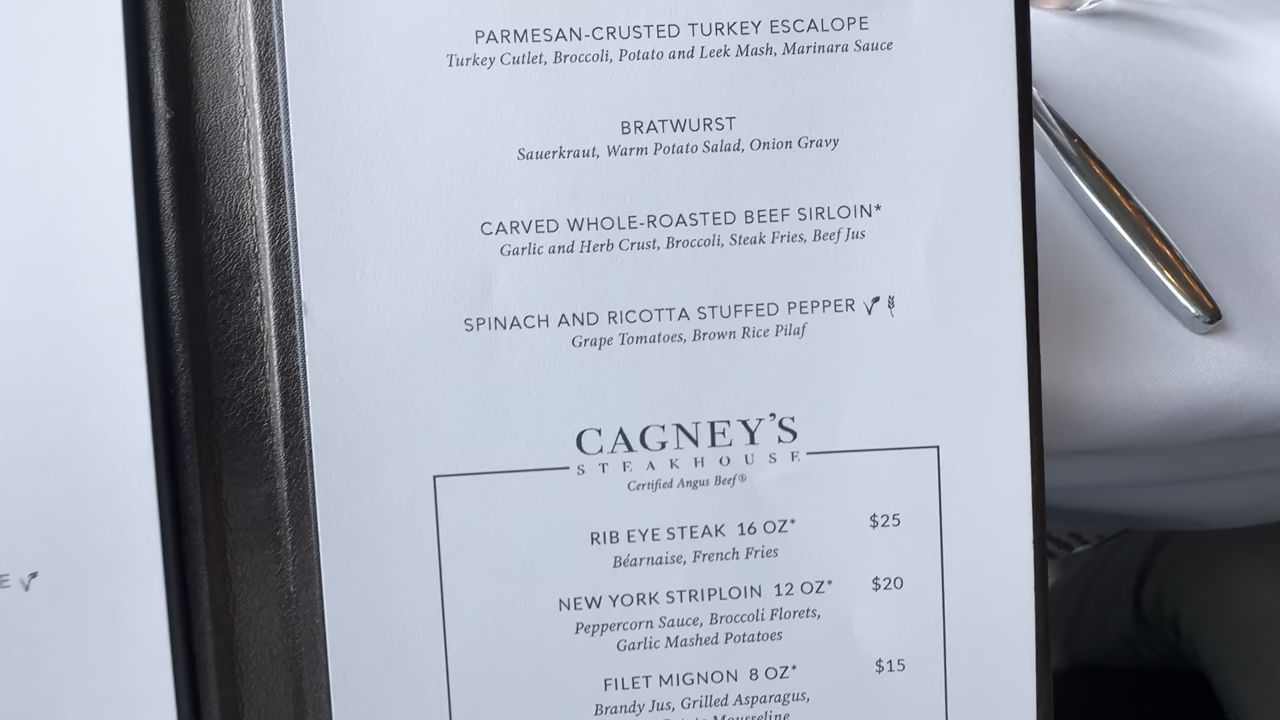 PARMESAN-CRUSTED TURKEY ESCALOPE
Turkey Cutlet, Broccoli, Potato and Leek Mash, Marinara Sauce
BRATWURST
Sauerkraut, Warm Potato Salad, Onion Gravy
CARVED WHOLE-ROASTED BEEF SIRLOIN*
Garlic and Herb Crust, Broccoli, Steak Fries, Beef Jus
SPINACH AND RICOTTA STUFFED PEPPER
Grape Tomatoes, Brown Rice Pilaf
CAGNEY'S
STEAKHOUSE
Certified Angus Beef®
RIB EYE STEAK 16 OZ* $25
Béarnaise, French Fries
NEW YORK STRIPLOIN 12 OZ* $20
Peppercorn Sauce, Broccoli Florets,
Garlic Mashed Potatoes
FILET MIGNON 8 OZ* $15
Brandy Jus, Grilled Asparagus,
Mousseline